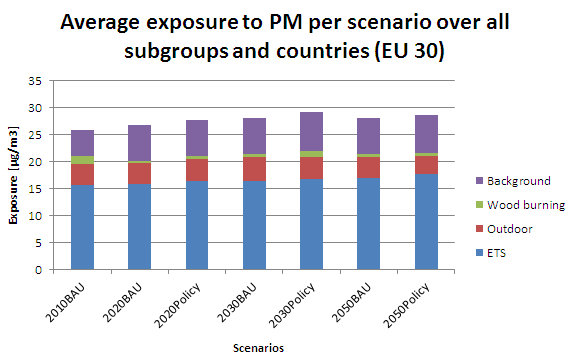 Average exposure to PM per scenario over all
subgroups and countries (EU 30)
35
30
25
20
15
10
5
0
Exposure [µg/m3]
2010BAU
2020BAU
2020Policy
2030BAU
2030Policy
2050BAU
2050Policy
Scenarios
Background
Wood burning
Outdoor
ETS